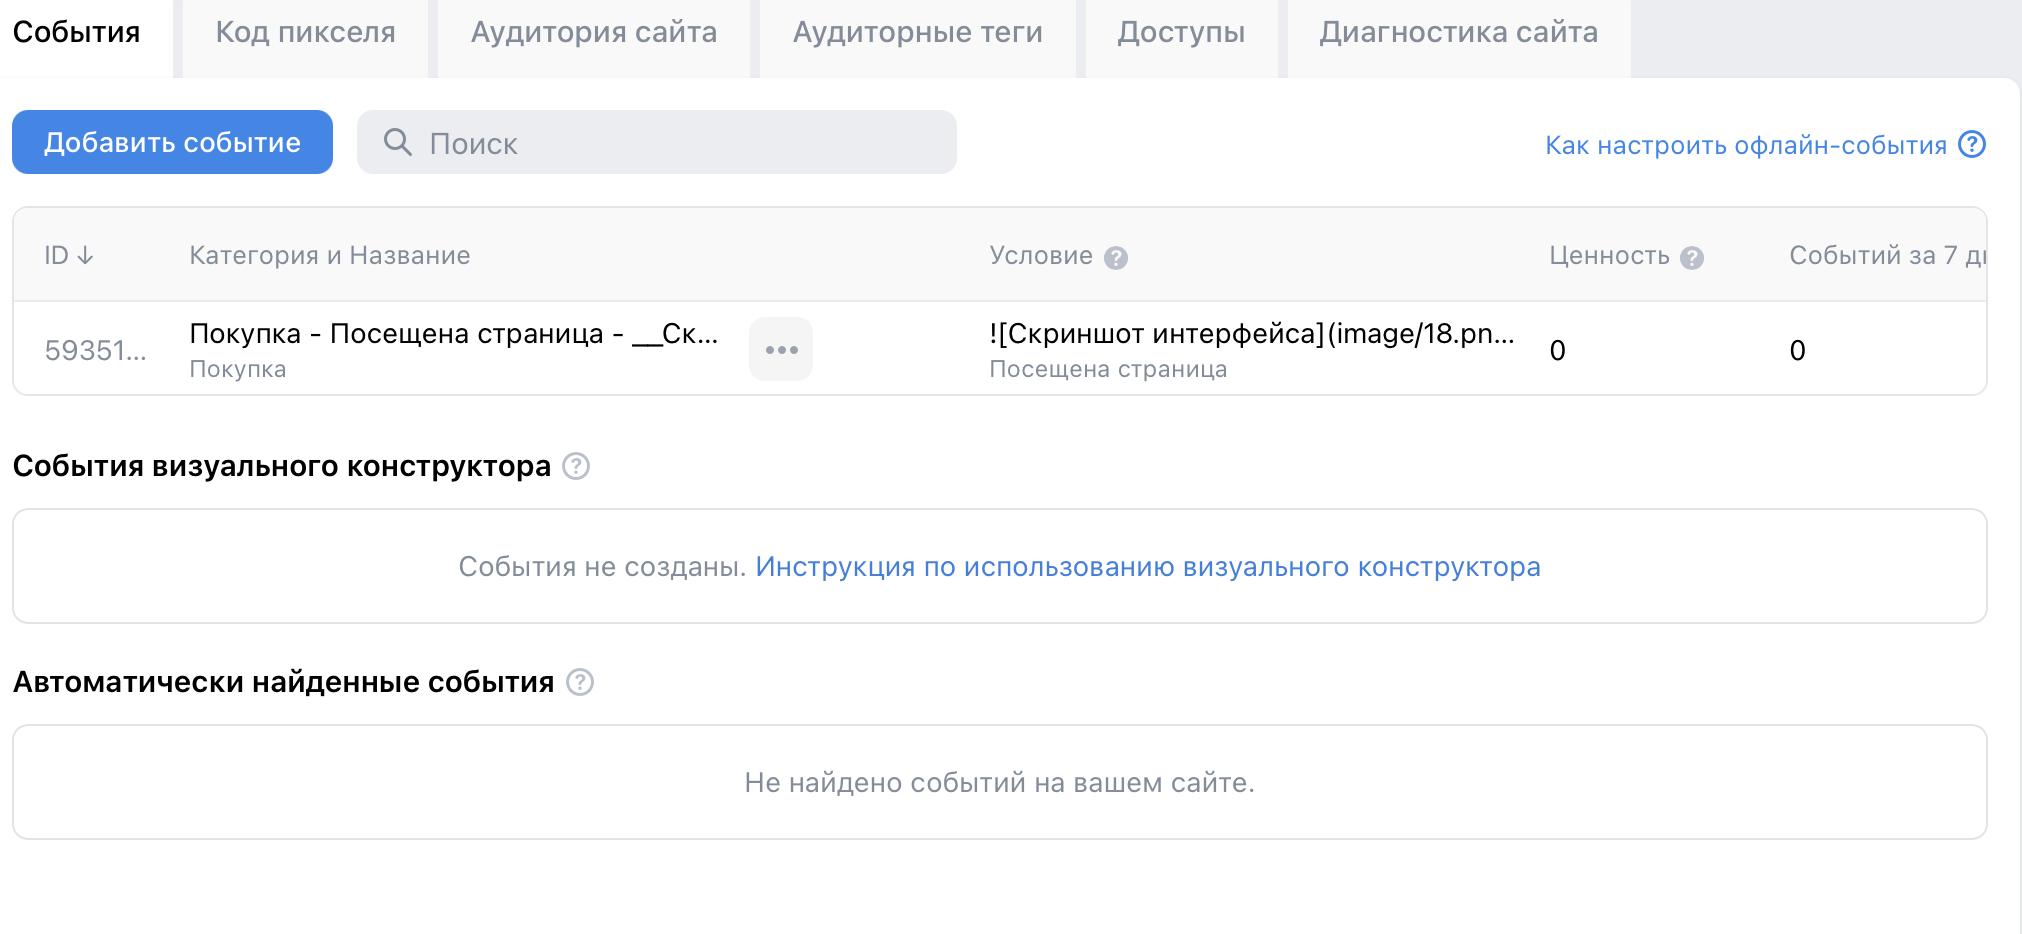 События Код пикселя Аудитория сайта Аудиторные теги Доступы Диагностика сайта
Добавить событие Поиск Как настроить офлайн-события ?
ID ↓ Категория и Название Условие ? Ценность ? Событий за 7 д
59351... Покупка - Посещена страница - __Ск... ![Скриншот интерфейса](image/18.pn... 0 0
Покупка Посещена страница
События визуального конструктора ?
События не созданы. Инструкция по использованию визуального конструктора
Автоматически найденные события ?
Не найдено событий на вашем сайте.